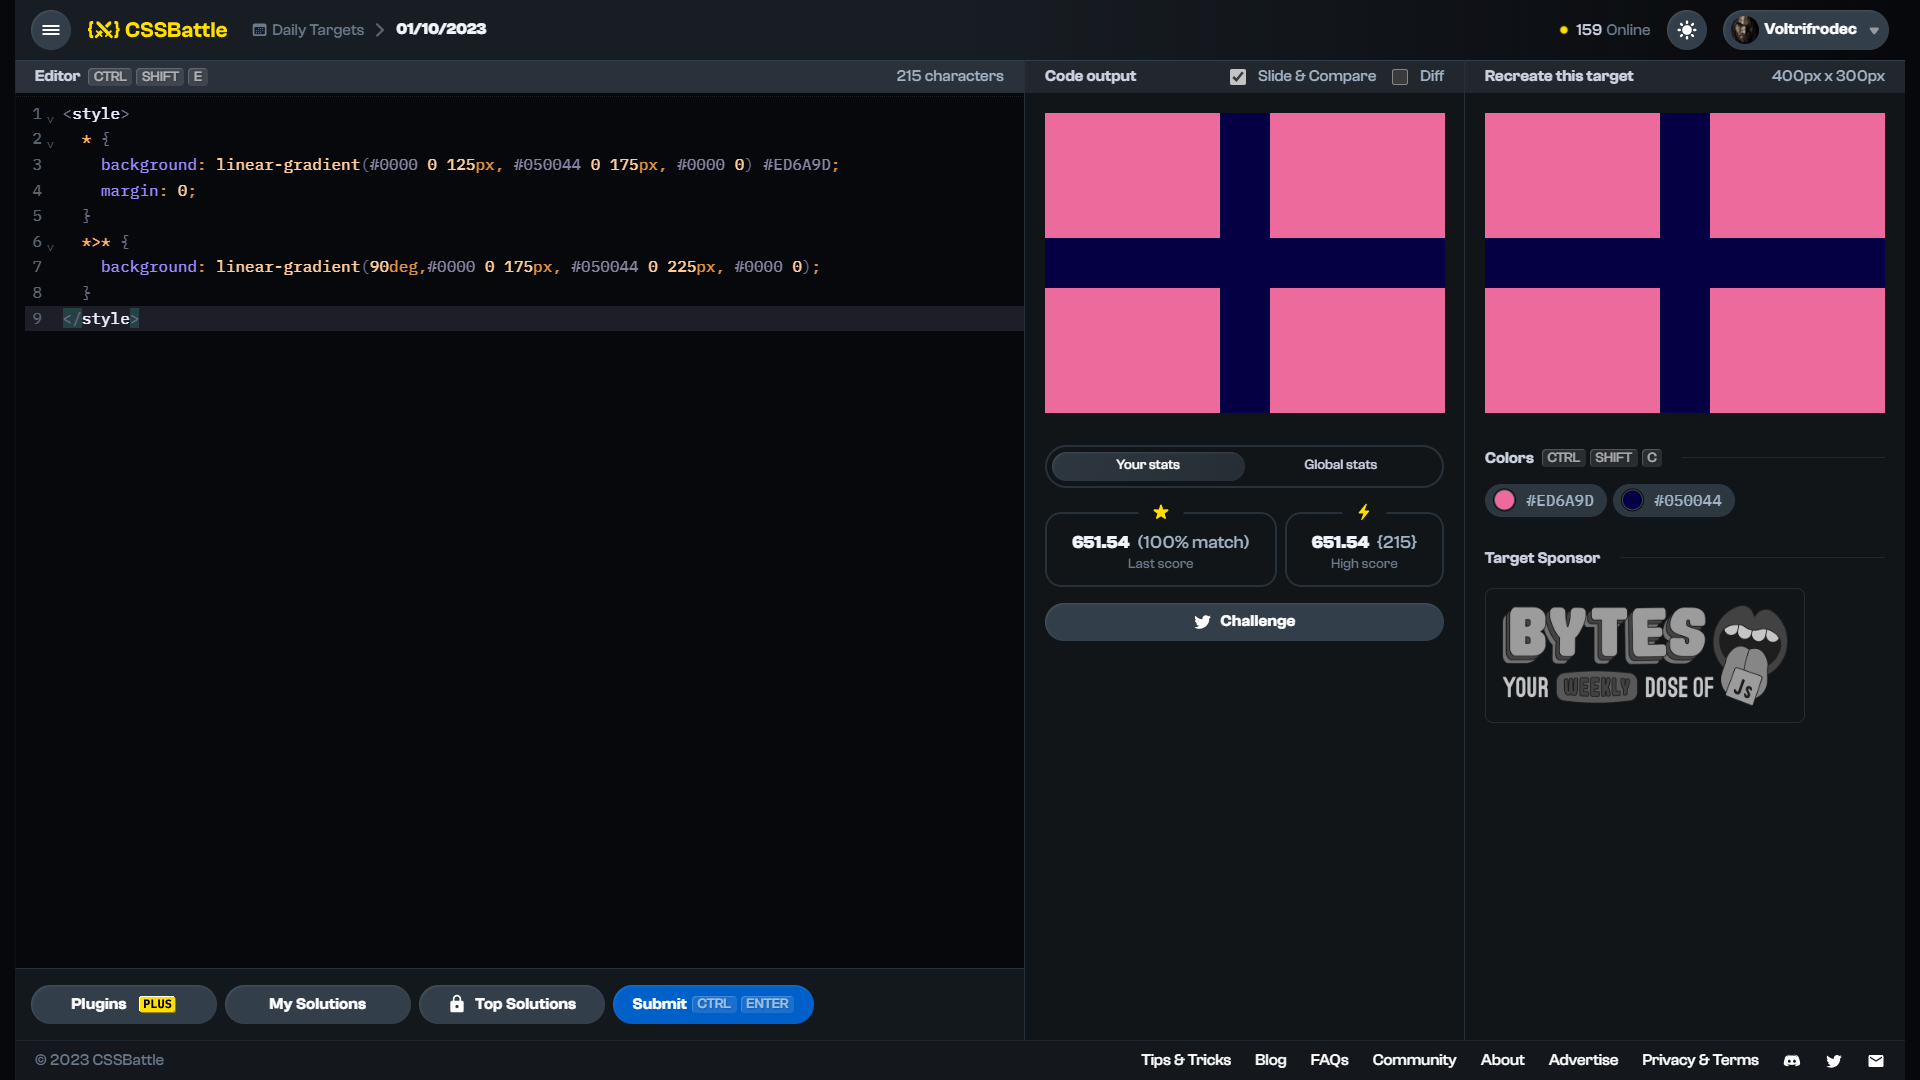 CSSBattle
Daily Targets
01/10/2023
159 Online
Voltrifrodec
Editor CTRL SHIFT E
215 characters
Code output
Slide & Compare
Diff
Recreate this target
400px x 300px
1 <style>
2 * {
3 background: linear-gradient(#0000 0 125px, #050044 0 175px, #0000 0) #ED6A9D;
4 margin: 0;
5 }
6 *>* {
7 background: linear-gradient(90deg,#0000 0 175px, #050044 0 225px, #0000 0);
8 }
9 </style>
Your stats
Global stats
651.54 (100% match)
Last score
651.54 {215}
High score
Challenge
Colors CTRL SHIFT C
#ED6A9D
#050044
Target Sponsor
BYTES
YOUR WEEKLY DOSE OF JS
Plugins PLUS
My Solutions
Top Solutions
Submit CTRL ENTER
© 2023 CSSBattle
Tips & Tricks
Blog
FAQs
Community
About
Advertise
Privacy & Terms